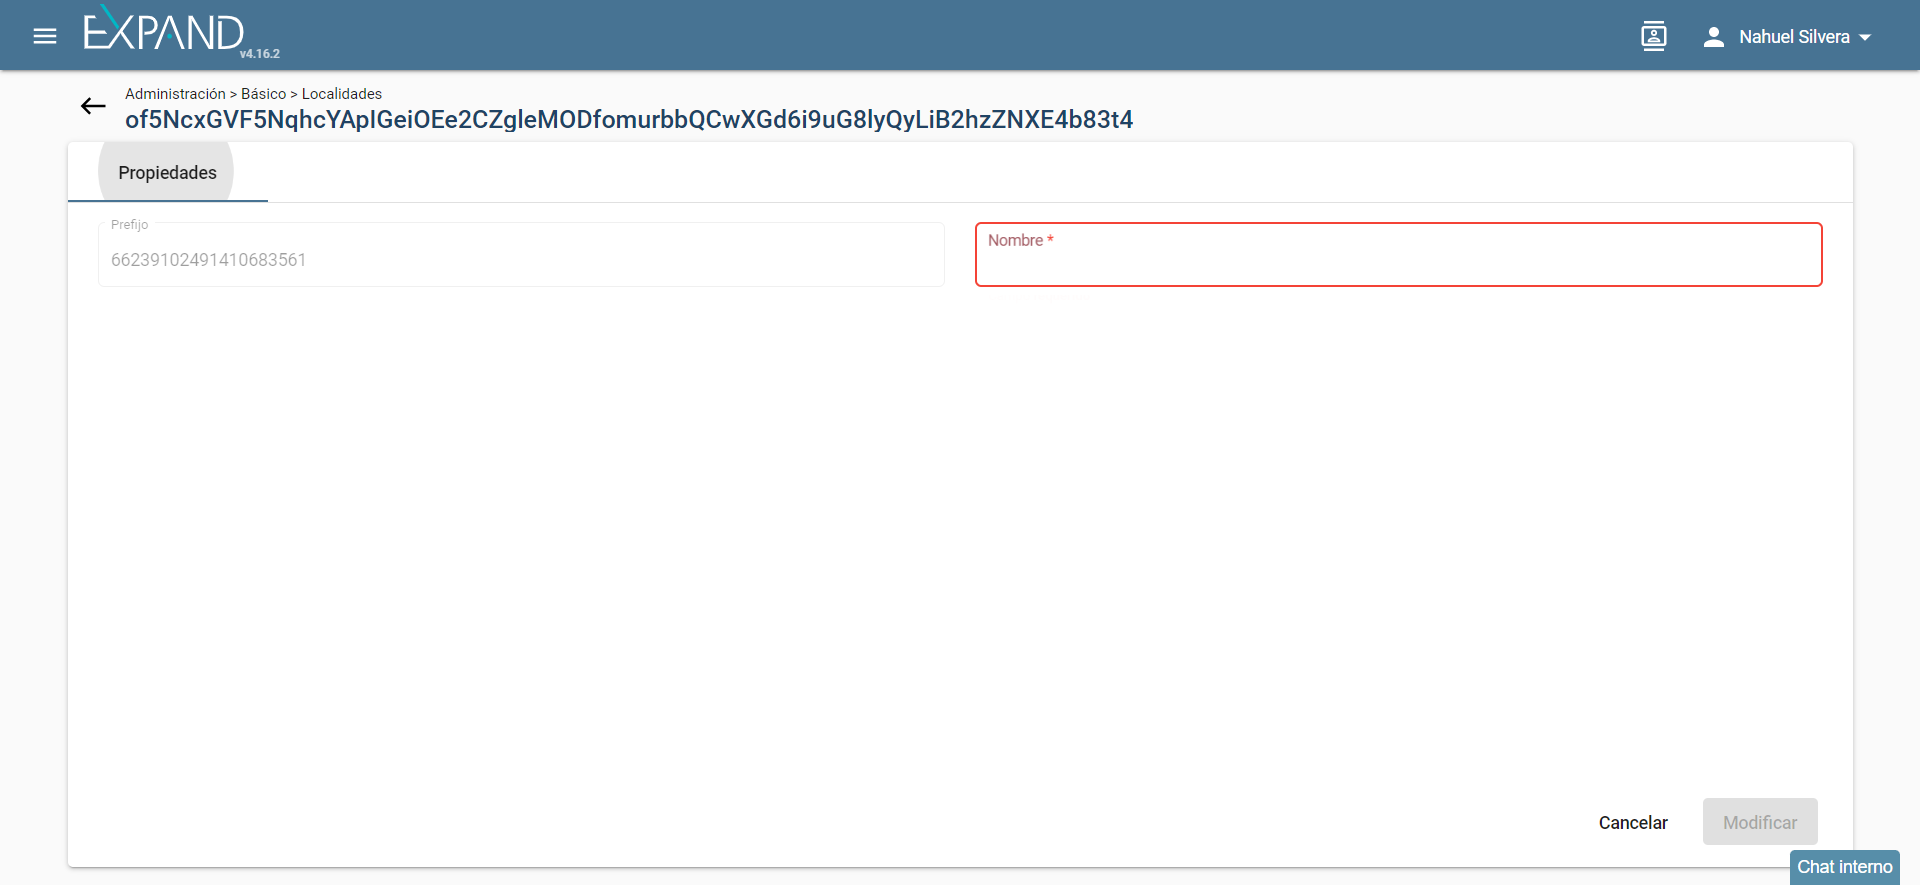 EXPAND
v4.16.2
Nahuel Silvera
Administración > Básico > Localidades
of5NcxGVF5NqhcYApIGeiOEe2CZgleMODfomurbbQCwXGd6i9uG8lyQyLiB2hzZNXE4b83t4
Propiedades
Prefijo
66239102491410683561
Nombre *
Cancelar
Modificar
Chat interno